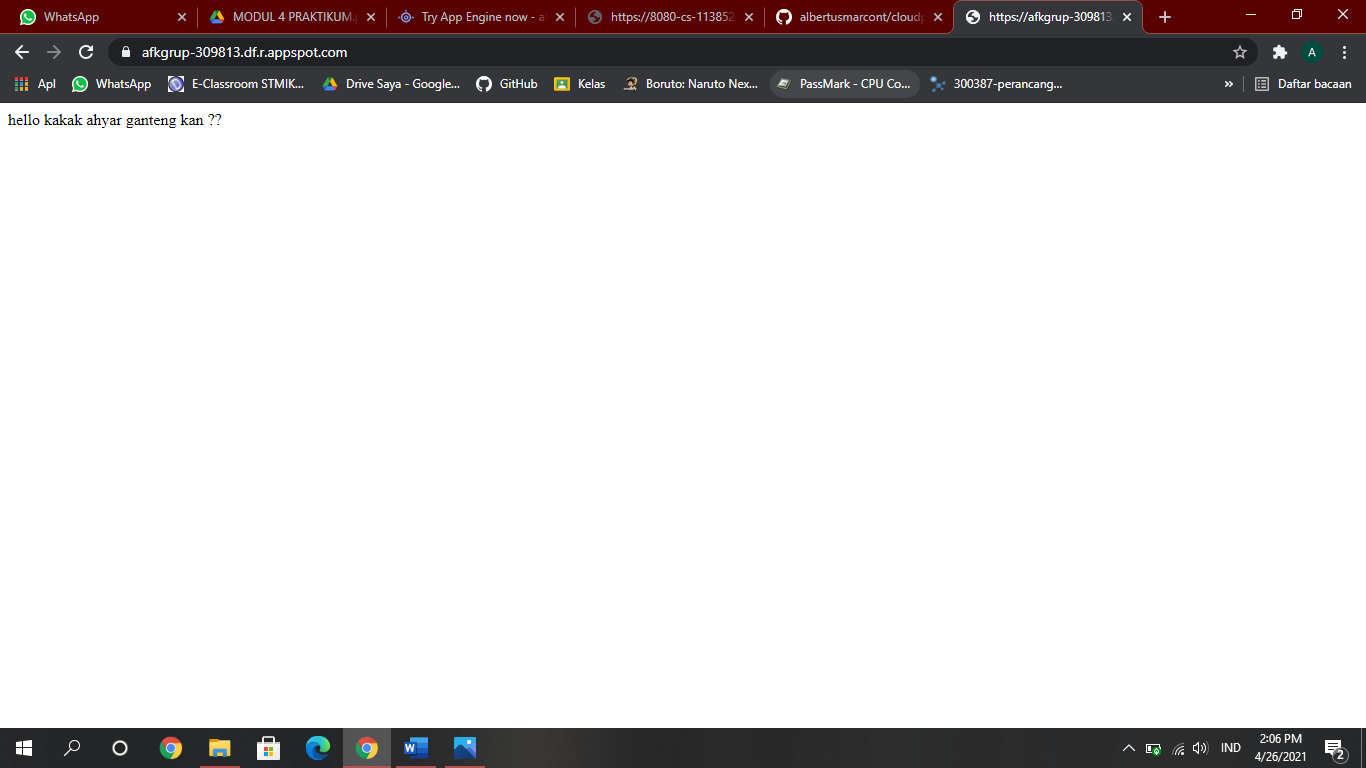 WhatsApp
MODUL 4 PRAKTIKUM.p
Try App Engine now - a
https://8080-cs-113852
albertusmarcont/cloudp
https://afkgrup-309813.
afkgrup-309813.df.r.appspot.com
A
Apl
WhatsApp
E-Classroom STMIK...
Drive Saya - Google...
GitHub
Kelas
Boruto: Naruto Nex...
PassMark - CPU Co...
300387-perancang...
»
Daftar bacaan
hello kakak ahyar ganteng kan ??
W
IND
2:06 PM
4/26/2021
2